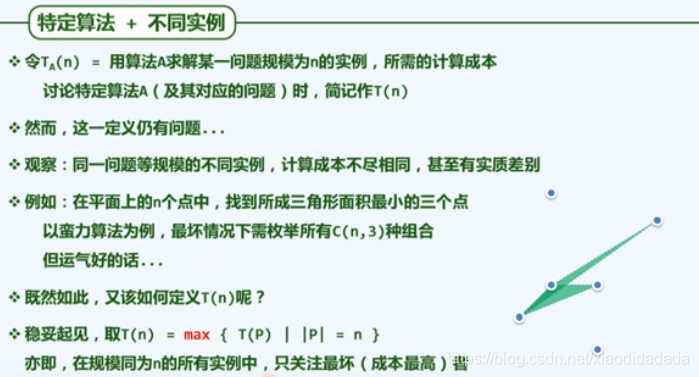 特定算法 + 不同实例
❖ 令TA(n) = 用算法A求解某一问题规模为n的实例，所需的计算成本
讨论特定算法A（及其对应的问题）时，简记作T(n)
❖ 然而，这一定义仍有问题...
❖ 观察：同一问题等规模的不同实例，计算成本不尽相同，甚至有实质差别
❖ 例如：在平面上的n个点中，找到所成三角形面积最小的三个点
以蛮力算法为例，最坏情况下需枚举所有C(n,3)种组合
但运气好的话...
❖ 既然如此，又该如何定义T(n)呢？
❖ 稳妥起见，取T(n) = max { T(P) | |P| = n }
亦即，在规模同为n的所有实例中，只关注最坏（成本最高）者
https://blog.csdn.net/xiaodidadada